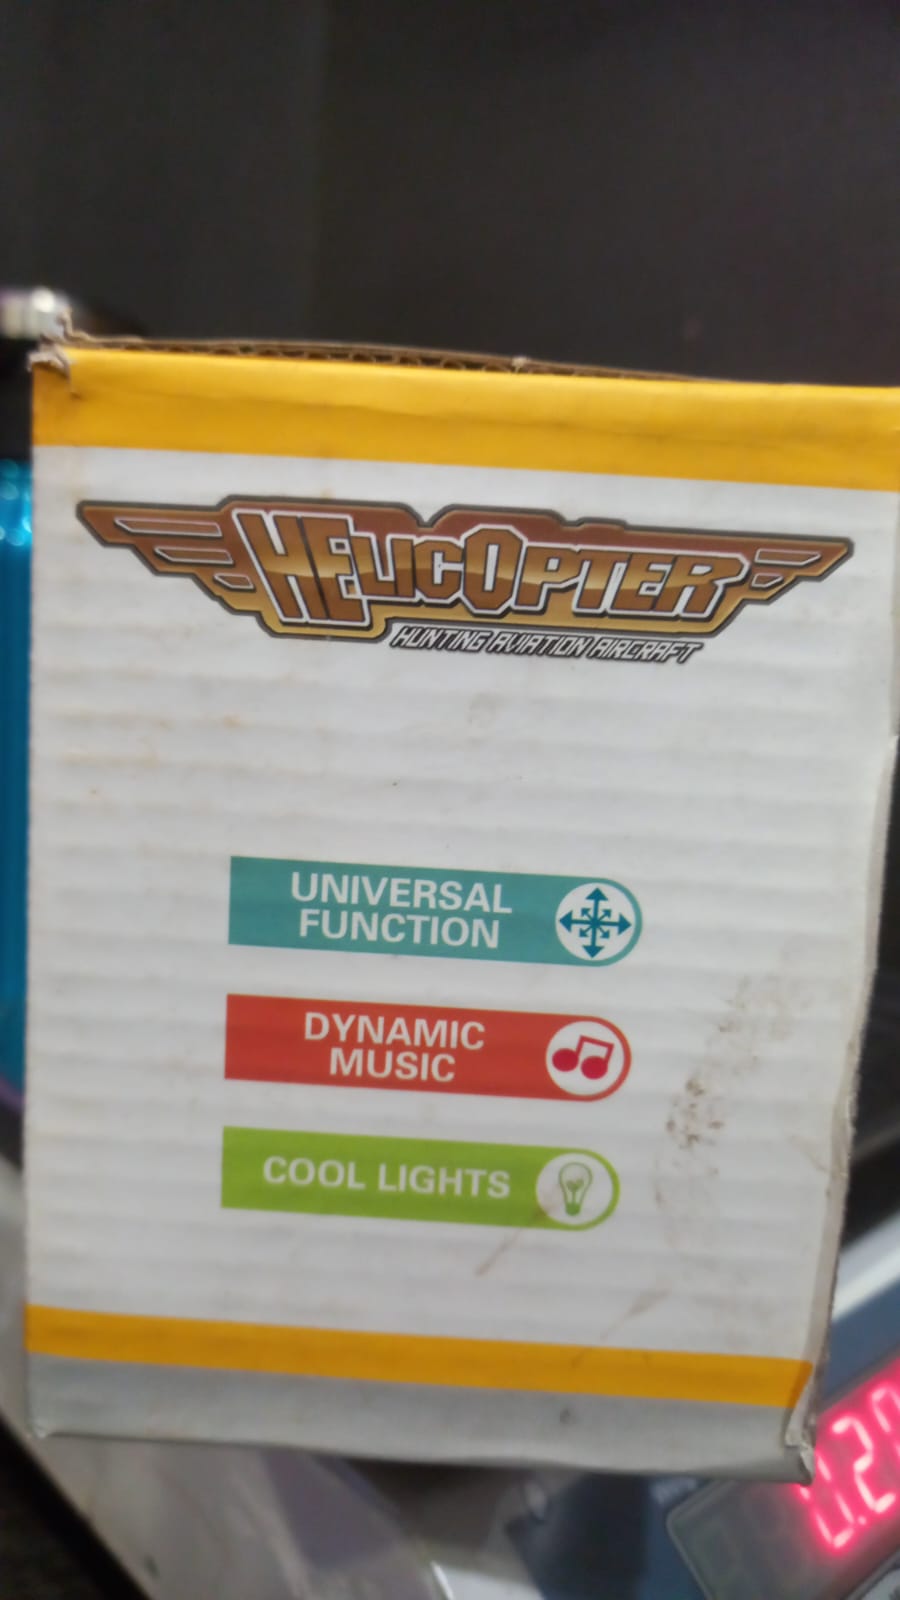 HELICOPTER
HUNTING AVIATION AIRCRAFT
UNIVERSAL
FUNCTION
DYNAMIC
MUSIC
COOL LIGHTS